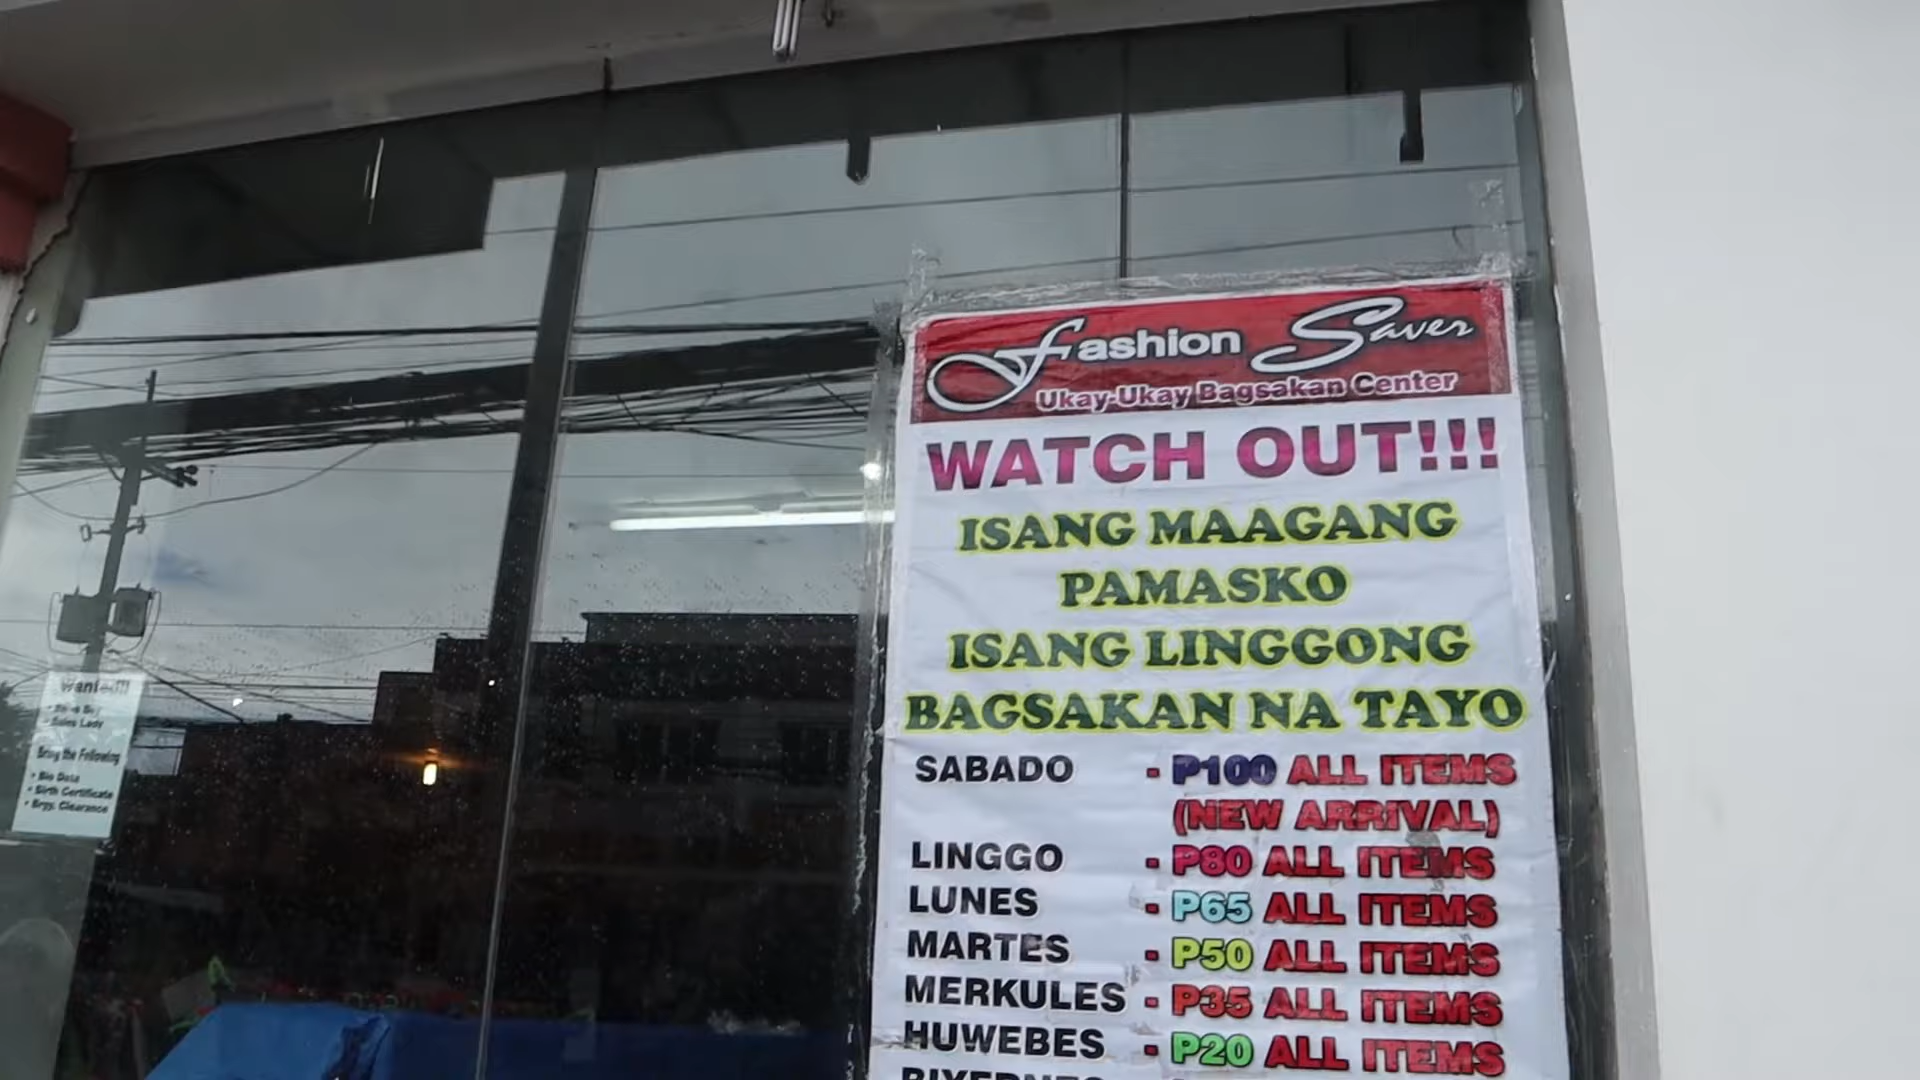 Fashion Saver
Ukay-Ukay Bagsakan Center
WATCH OUT!!!
ISANG MAAGANG
PAMASKO
ISANG LINGGONG
BAGSAKAN NA TAYO
SABADO - P100 ALL ITEMS
(NEW ARRIVAL)
LINGGO - P80 ALL ITEMS
LUNES - P65 ALL ITEMS
MARTES - P50 ALL ITEMS
MERKULES - P35 ALL ITEMS
HUWEBES - P20 ALL ITEMS
Wanted!!!
• Sales Lady
Bring the Following
• Bio Data
• Birth Certificate
• Brgy. Clearance